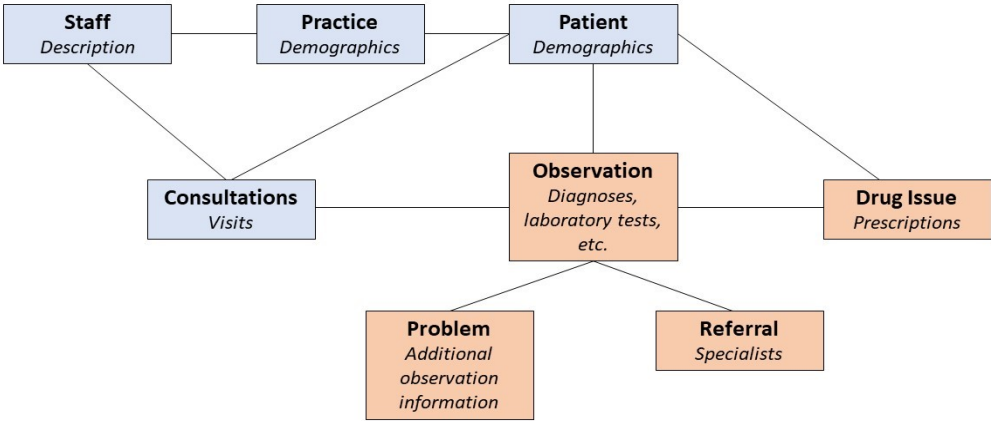 Staff
Description
Practice
Demographics
Patient
Demographics
Consultations
Visits
Observation
Diagnoses,
laboratory tests,
etc.
Drug Issue
Prescriptions
Problem
Additional
observation
information
Referral
Specialists